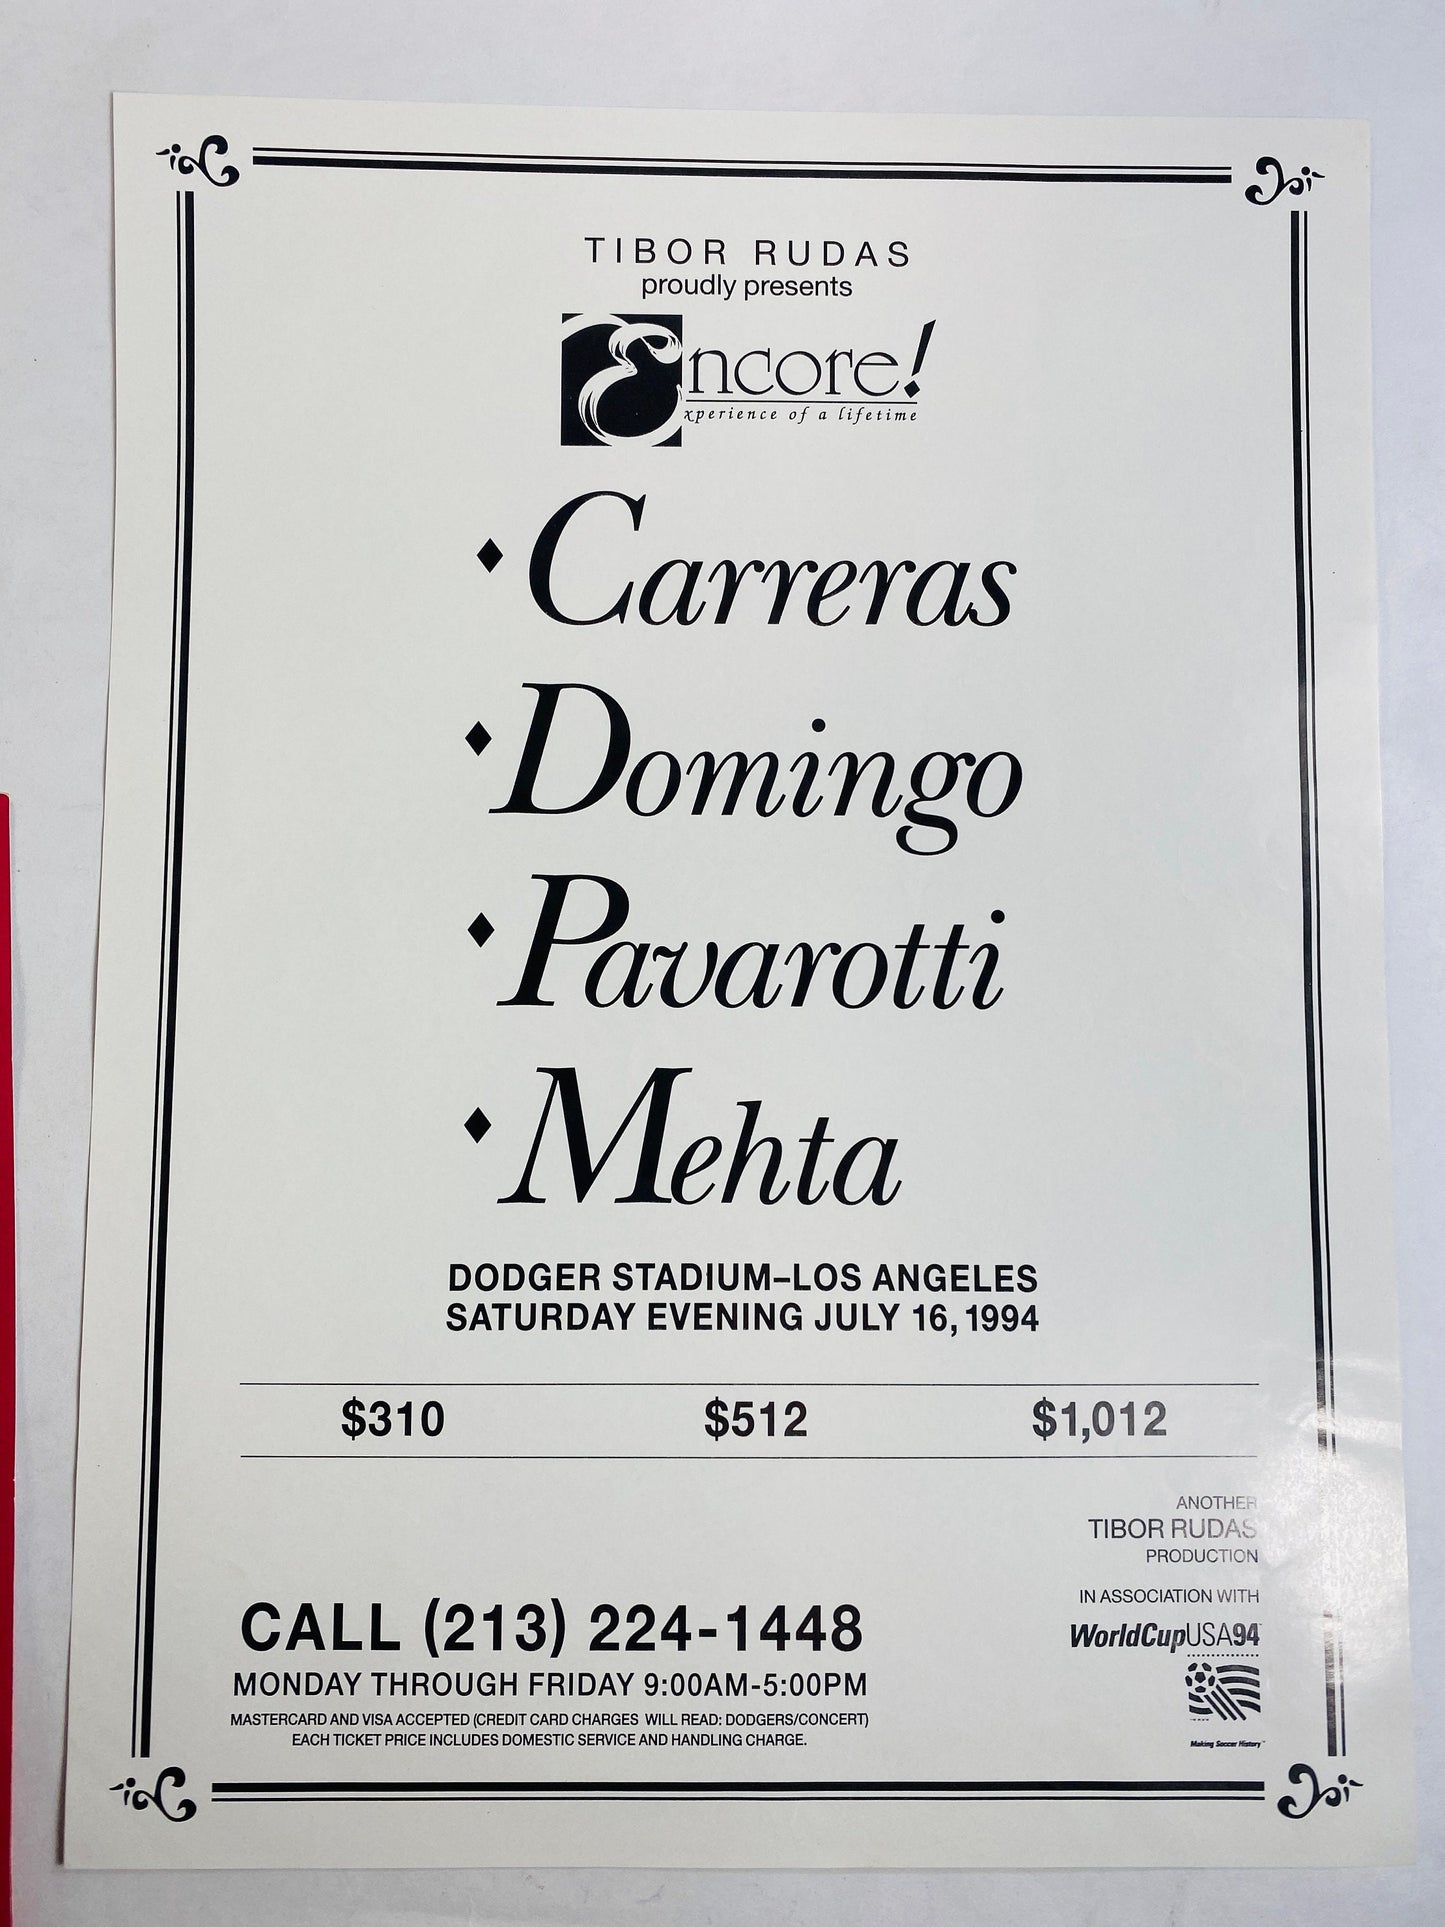 TIBOR RUDAS
proudly presents
Encore!
xperience of a lifetime
Carreras
Domingo
Pavarotti
Mehta
DODGER STADIUM–LOS ANGELES
SATURDAY EVENING JULY 16, 1994
$310 $512 $1,012
ANOTHER
TIBOR RUDAS
PRODUCTION
IN ASSOCIATION WITH
WorldCupUSA94
Making Soccer History™
CALL (213) 224-1448
MONDAY THROUGH FRIDAY 9:00AM-5:00PM
MASTERCARD AND VISA ACCEPTED (CREDIT CARD CHARGES WILL READ: DODGERS/CONCERT)
EACH TICKET PRICE INCLUDES DOMESTIC SERVICE AND HANDLING CHARGE.